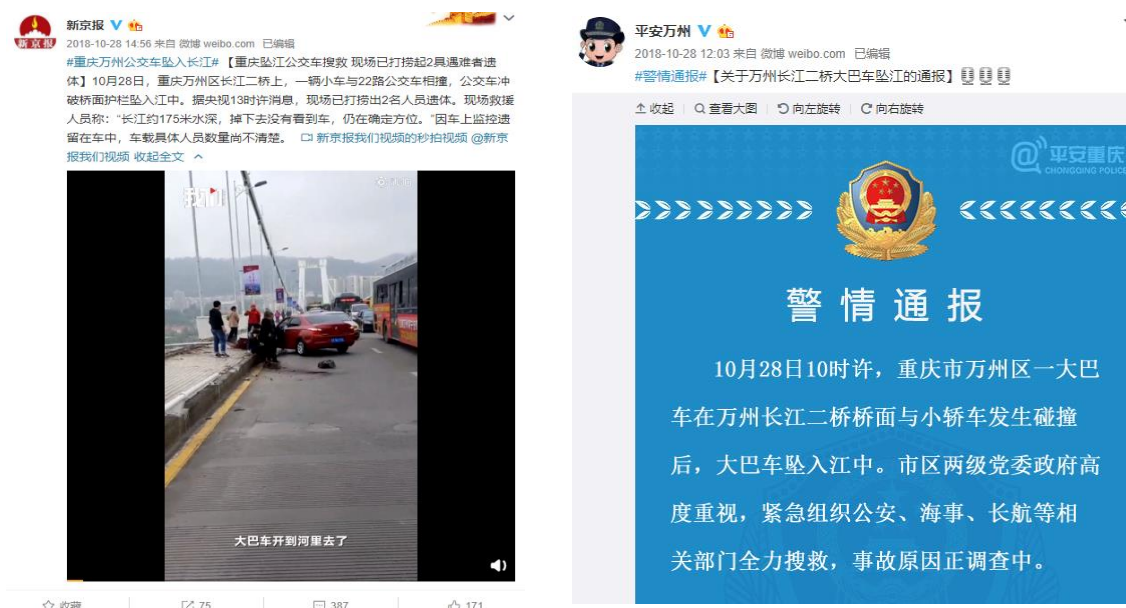 新京报
新京报
2018-10-28 14:56 来自 微博 weibo.com 已编辑
#重庆万州公交车坠入长江# 【重庆坠江公交车搜救 现场已打捞起2具遇难者遗
体】10月28日，重庆万州区长江二桥上，一辆小车与22路公交车相撞，公交车冲
破桥面护栏坠入江中。据央视13时许消息，现场已打捞出2名人员遗体。现场救援
人员称：“长江约175米水深，掉下去没有看到车，仍在确定方位。”因车上监控遗
留在车中，车载具体人员数量尚不清楚。 新京报我们视频的秒拍视频 @新京
报我们视频 收起全文
我们
大巴车开到河里去了
收藏
75
387
171
平安万州
2018-10-28 12:03 来自 微博 weibo.com 已编辑
#警情通报#【关于万州长江二桥大巴车坠江的通报】
收起 查看大图 向左旋转 向右旋转
@平安重庆
CHONGQING POLICE
警情通报
10月28日10时许，重庆市万州区一大巴
车在万州长江二桥桥面与小轿车发生碰撞
后，大巴车坠入江中。市区两级党委政府高
度重视，紧急组织公安、海事、长航等相
关部门全力搜救，事故原因正调查中。